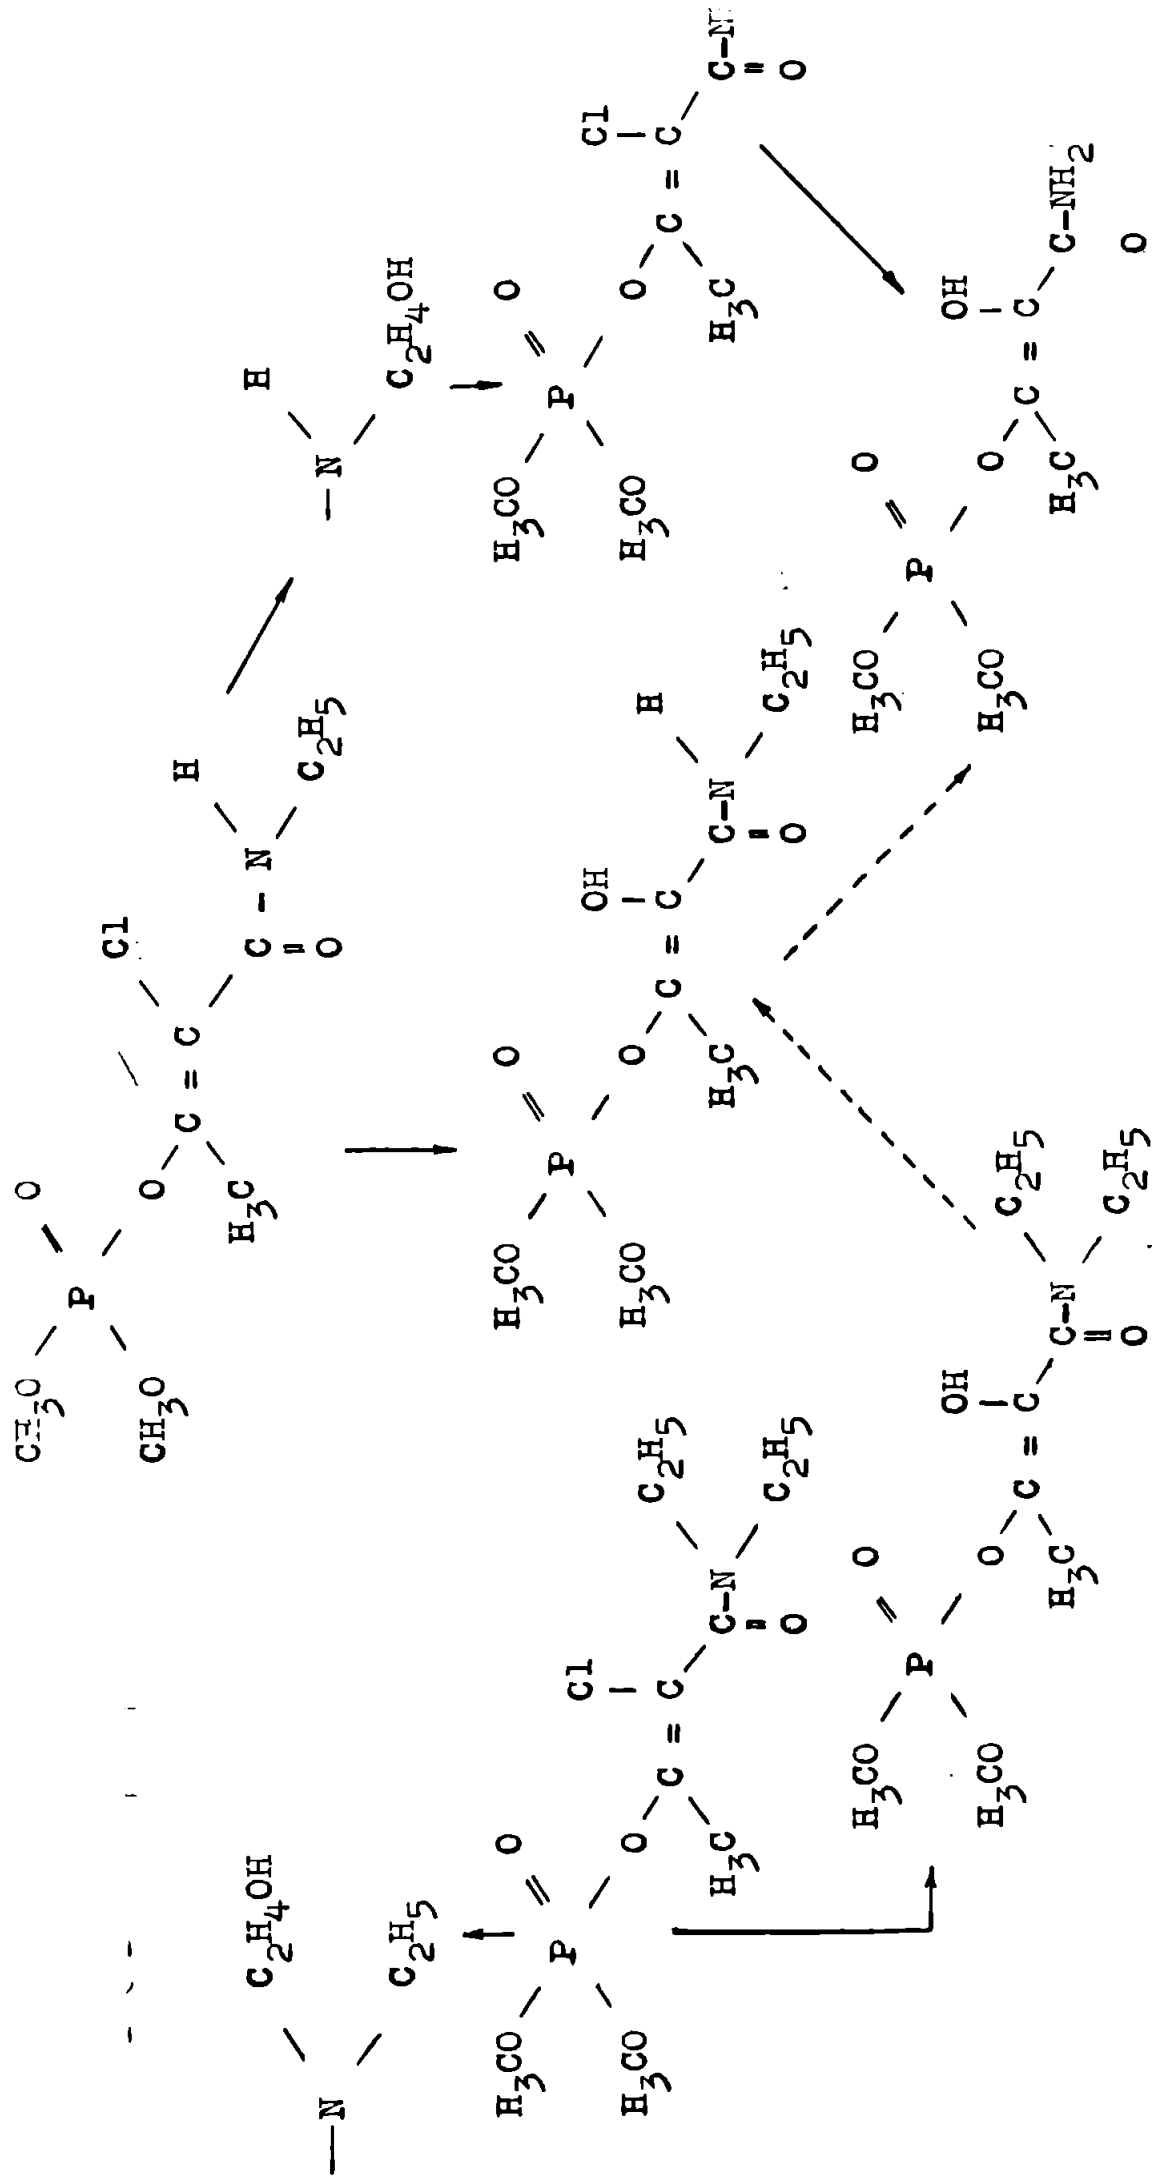 CH₃O O
P
Cl
CH₃O O
C = C H
H₃C
C₂H₄OH C - N H
N O C₂H₅ N
C₂H₅ C₂H₄OH
H₃CO O H₃CO O H₃CO O
P P P
Cl OH Cl
H₃CO O C₂H₅ H₃CO O H H₃CO O
C = C C = C C = C
H₃C C-N H₃C C-N H₃C C-N
O C₂H₅ O C₂H₅ O
H₃CO O H₃CO O
P P
OH OH
H₃CO O C₂H₅ H₃CO O
C = C C = C
H₃C C-N H₃C C-NH₂
O C₂H₅ O